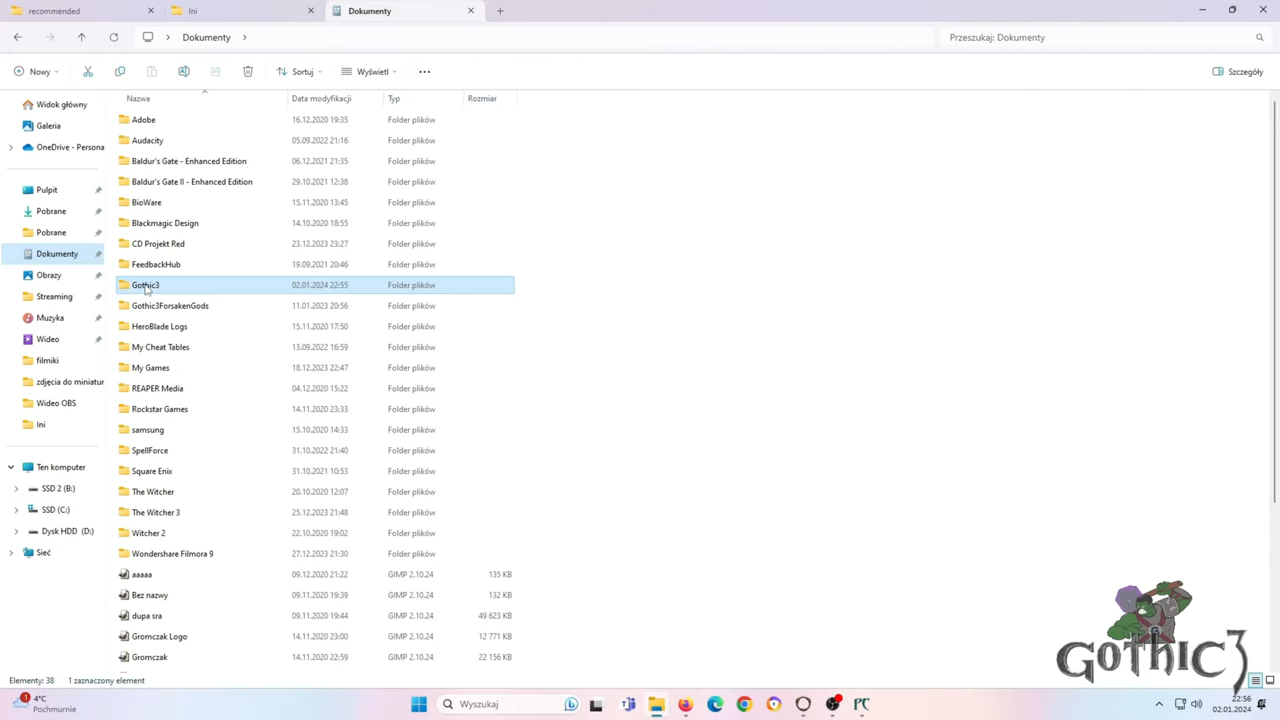 recommended
Ini
Dokumenty
Dokumenty
Przeszukaj: Dokumenty
Nowy
Sortuj
Wyświetl
Szczegóły
Nazwa Data modyfikacji Typ Rozmiar
Widok główny
Galeria
OneDrive - Persona
Pulpit
Pobrane
Pobrane
Dokumenty
Obrazy
Streaming
Muzyka
Wideo
filmiki
zdjęcia do miniatur
Wideo OBS
Ini
Ten komputer
SSD 2 (B:)
SSD (C:)
Dysk HDD (D:)
Sieć
Adobe 16.12.2020 19:35 Folder plików
Audacity 05.09.2022 21:16 Folder plików
Baldur's Gate - Enhanced Edition 06.12.2021 21:35 Folder plików
Baldur's Gate II - Enhanced Edition 29.10.2021 12:38 Folder plików
BioWare 15.11.2020 13:45 Folder plików
Blackmagic Design 14.10.2020 18:55 Folder plików
CD Projekt Red 23.12.2023 23:27 Folder plików
FeedbackHub 19.09.2021 20:46 Folder plików
Gothic3 02.01.2024 22:55 Folder plików
Gothic3ForsakenGods 11.01.2023 20:56 Folder plików
HeroBlade Logs 15.11.2020 17:50 Folder plików
My Cheat Tables 13.09.2022 16:59 Folder plików
My Games 18.12.2023 22:47 Folder plików
REAPER Media 04.12.2020 15:22 Folder plików
Rockstar Games 14.11.2020 23:33 Folder plików
samsung 15.10.2020 14:33 Folder plików
SpellForce 31.10.2022 21:40 Folder plików
Square Enix 31.10.2021 10:53 Folder plików
The Witcher 20.10.2020 12:07 Folder plików
The Witcher 3 25.12.2023 21:48 Folder plików
Witcher 2 22.10.2020 19:02 Folder plików
Wondershare Filmora 9 27.12.2023 21:30 Folder plików
aaaaa 09.12.2020 21:22 GIMP 2.10.24 135 KB
Bez nazwy 09.11.2020 19:39 GIMP 2.10.24 132 KB
dupa sra 09.11.2020 19:44 GIMP 2.10.24 49 623 KB
Gromczak Logo 14.11.2020 23:00 GIMP 2.10.24 12 771 KB
Gromczak 14.11.2020 22:59 GIMP 2.10.24 22 156 KB
Elementy: 38 1 zaznaczony element
GOTHIC 3
1
4°C
Pochmurnie
Wyszukaj
PC
22:56
02.01.2024